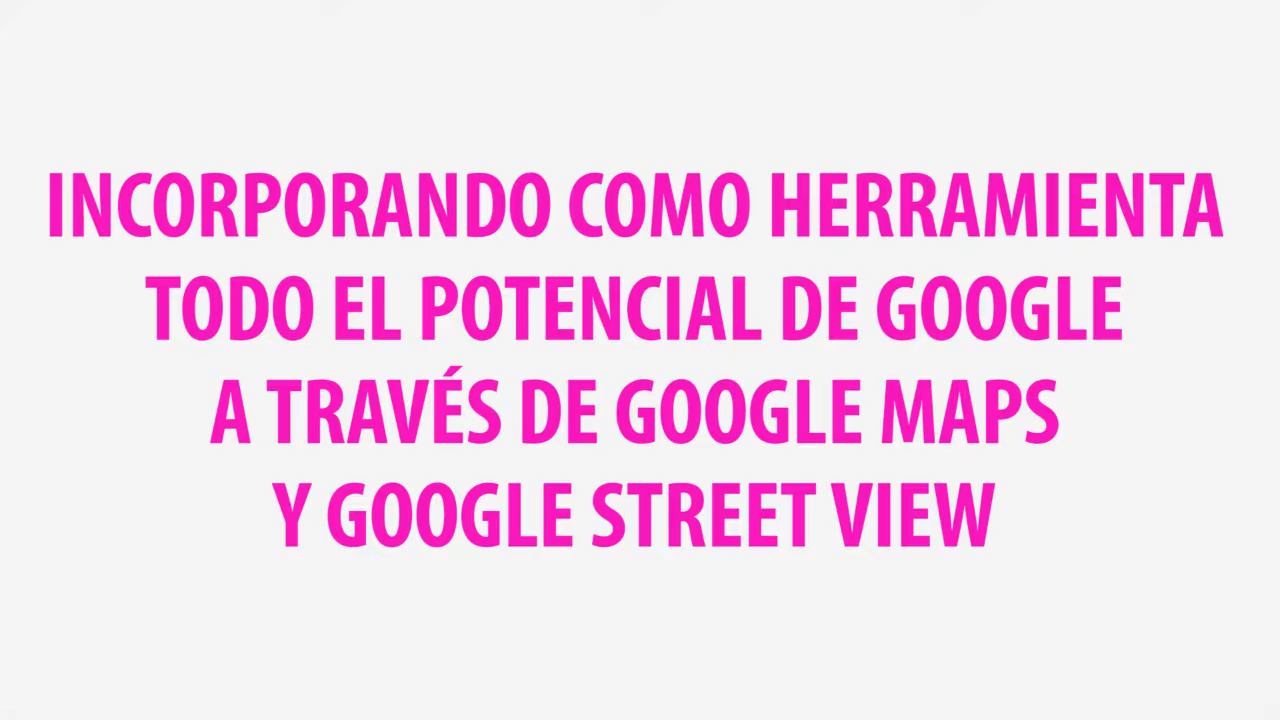 INCORPORANDO COMO HERRAMIENTA
TODO EL POTENCIAL DE GOOGLE
A TRAVÉS DE GOOGLE MAPS
Y GOOGLE STREET VIEW